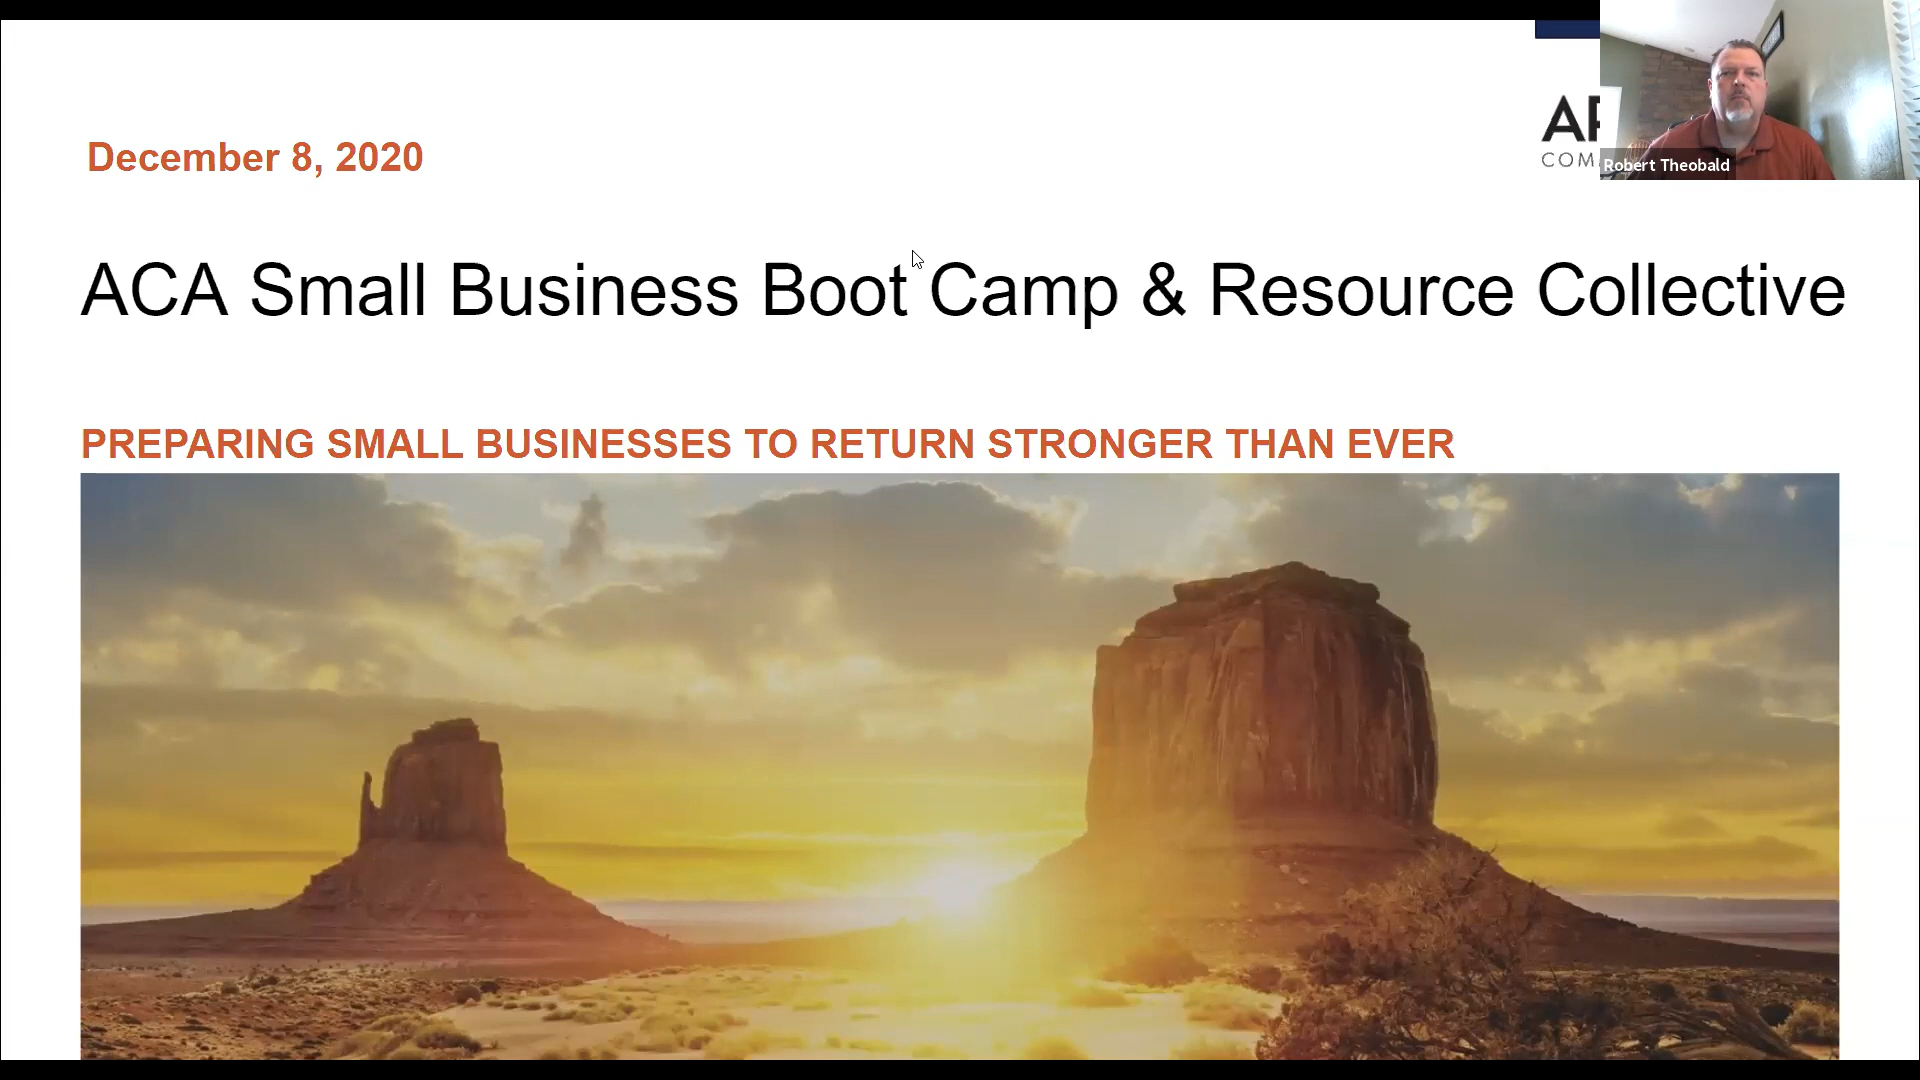 December 8, 2020
COM
Robert Theobald
ACA Small Business Boot Camp & Resource Collective
PREPARING SMALL BUSINESSES TO RETURN STRONGER THAN EVER